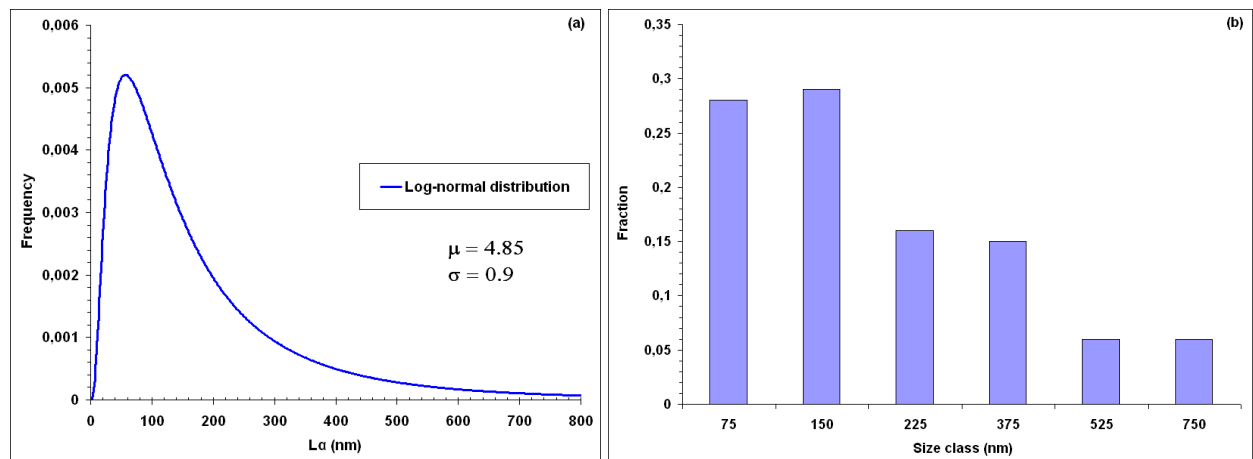 (a)
0,006
0,005
0,004
0,003
0,002
0,001
0
Frequency
Log-normal distribution
μ = 4.85
σ = 0.9
0 100 200 300 400 500 600 700 800
Lα (nm)
(b)
0,35
0,3
0,25
0,2
0,15
0,1
0,05
0
Fraction
75 150 225 375 525 750
Size class (nm)